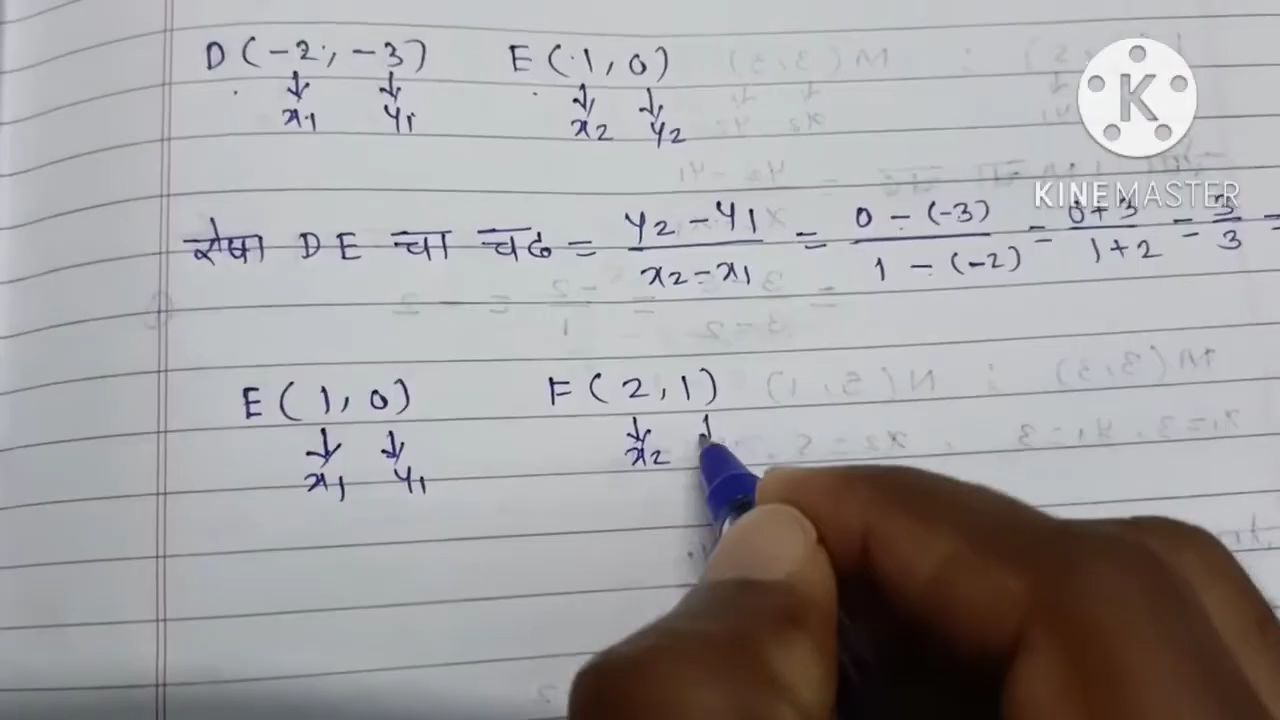 D (-2, -3) E (1, 0)
x₁ y₁ x₂ y₂
K
KINEMASTER
रेषा DE चा चढ = y₂ - y₁ / x₂ - x₁ = 0 - (-3) / 1 - (-2) = 0+3 / 1+2 = 3/3 =
E (1, 0) F (2, 1)
x₁ y₁ x₂